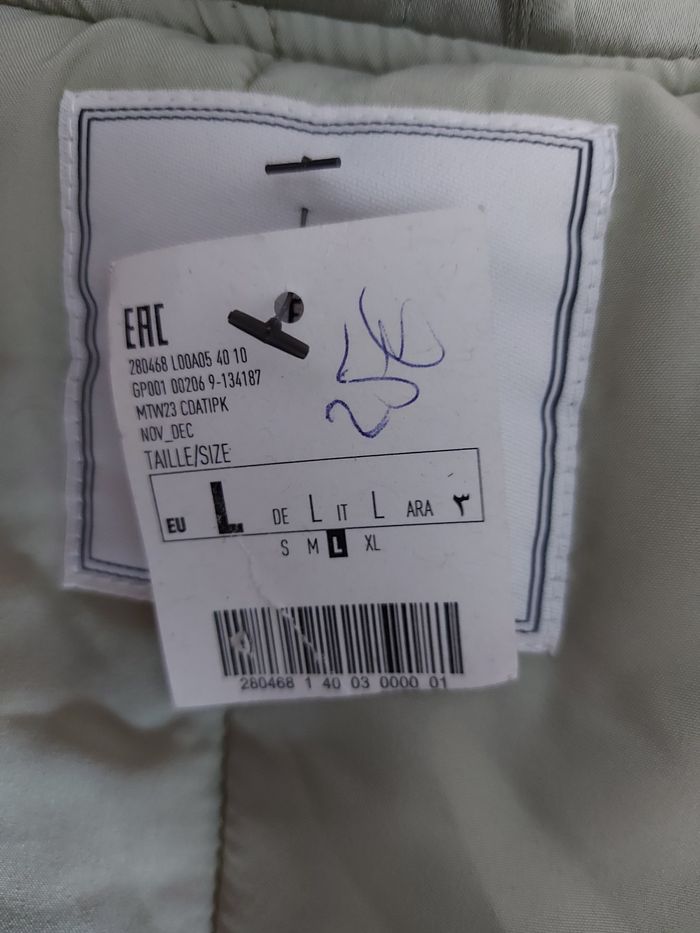 EAC
280468 L00A05 40 10
GP001 00206 9-134187
MTW23 CDATIPK
NOV_DEC
TAILLE/SIZE
EU L DE L IT L ARA ٣
S M L XL
280468 1 40 03 0000 01